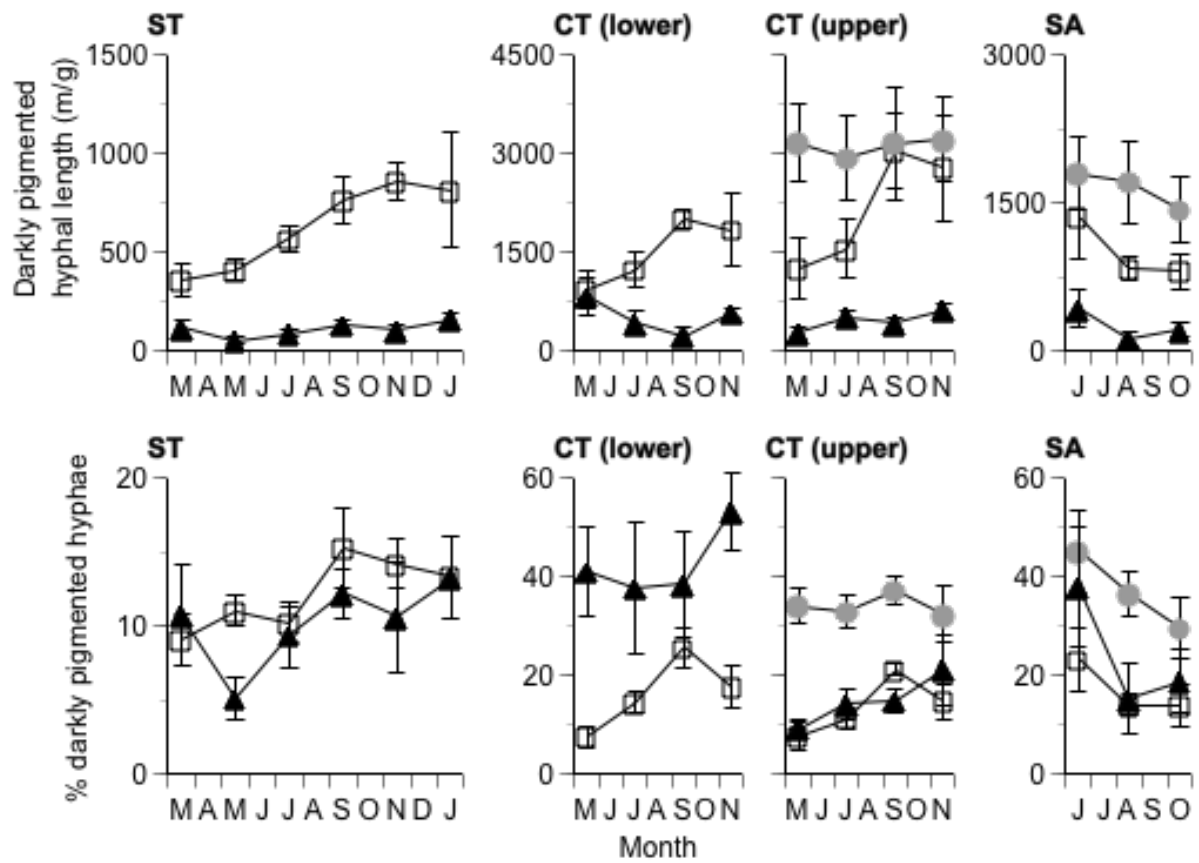 ST CT (lower) CT (upper) SA
Darkly pigmented
hyphal length (m/g)
1500 4500 3000
1000 3000
500 1500 1500
0 0 0
M A M J J A S O N D J M J J A S O N M J J A S O N J J A S O
ST CT (lower) CT (upper) SA
% darkly pigmented hyphae
20 60 60
40 40
10
20 20
0 0 0
M A M J J A S O N D J M J J A S O N M J J A S O N J J A S O
Month